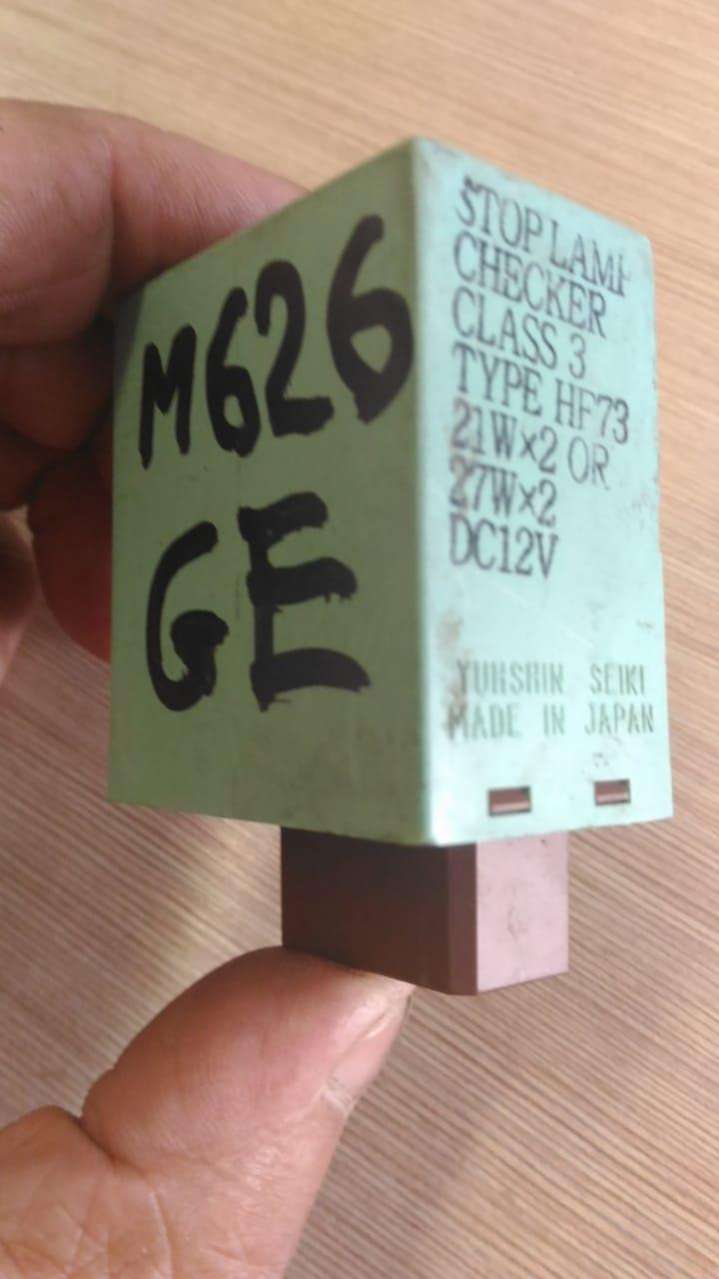 M626
GE
STOP LAMP
CHECKER
CLASS 3
TYPE HF73
21W×2 OR
27W×2
DC12V
YUHSHIN SEIKI
MADE IN JAPAN